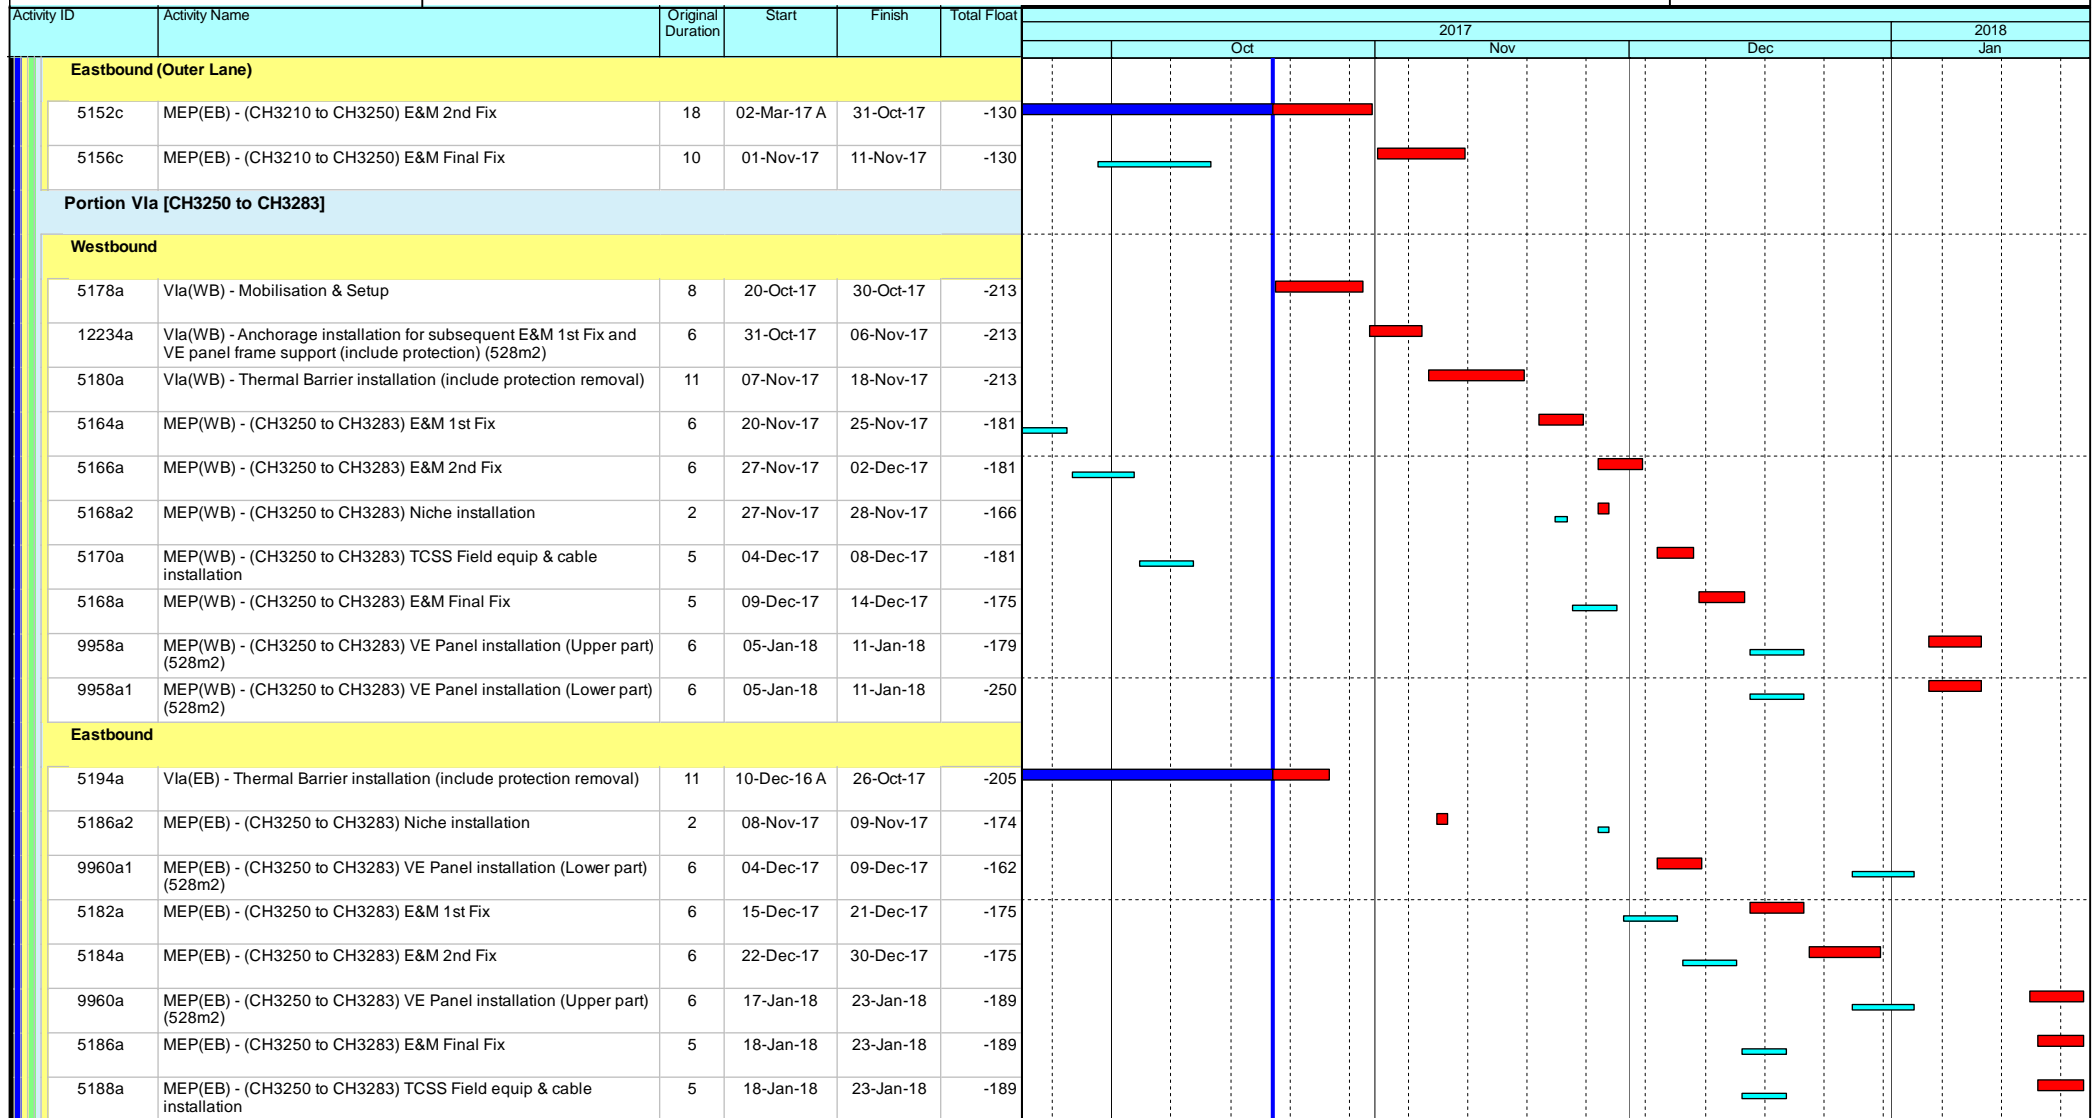 Activity ID Activity Name Original Start Finish Total Float
Duration
2017 2018
Oct Nov Dec Jan
Eastbound (Outer Lane)
5152c MEP(EB) - (CH3210 to CH3250) E&M 2nd Fix 18 02-Mar-17 A 31-Oct-17 -130
5156c MEP(EB) - (CH3210 to CH3250) E&M Final Fix 10 01-Nov-17 11-Nov-17 -130
Portion VIa [CH3250 to CH3283]
Westbound
5178a VIa(WB) - Mobilisation & Setup 8 20-Oct-17 30-Oct-17 -213
12234a VIa(WB) - Anchorage installation for subsequent E&M 1st Fix and 6 31-Oct-17 06-Nov-17 -213
VE panel frame support (include protection) (528m2)
5180a VIa(WB) - Thermal Barrier installation (include protection removal) 11 07-Nov-17 18-Nov-17 -213
5164a MEP(WB) - (CH3250 to CH3283) E&M 1st Fix 6 20-Nov-17 25-Nov-17 -181
5166a MEP(WB) - (CH3250 to CH3283) E&M 2nd Fix 6 27-Nov-17 02-Dec-17 -181
5168a2 MEP(WB) - (CH3250 to CH3283) Niche installation 2 27-Nov-17 28-Nov-17 -166
5170a MEP(WB) - (CH3250 to CH3283) TCSS Field equip & cable 5 04-Dec-17 08-Dec-17 -181
installation
5168a MEP(WB) - (CH3250 to CH3283) E&M Final Fix 5 09-Dec-17 14-Dec-17 -175
9958a MEP(WB) - (CH3250 to CH3283) VE Panel installation (Upper part) 6 05-Jan-18 11-Jan-18 -179
(528m2)
9958a1 MEP(WB) - (CH3250 to CH3283) VE Panel installation (Lower part) 6 05-Jan-18 11-Jan-18 -250
(528m2)
Eastbound
5194a VIa(EB) - Thermal Barrier installation (include protection removal) 11 10-Dec-16 A 26-Oct-17 -205
5186a2 MEP(EB) - (CH3250 to CH3283) Niche installation 2 08-Nov-17 09-Nov-17 -174
9960a1 MEP(EB) - (CH3250 to CH3283) VE Panel installation (Lower part) 6 04-Dec-17 09-Dec-17 -162
(528m2)
5182a MEP(EB) - (CH3250 to CH3283) E&M 1st Fix 6 15-Dec-17 21-Dec-17 -175
5184a MEP(EB) - (CH3250 to CH3283) E&M 2nd Fix 6 22-Dec-17 30-Dec-17 -175
9960a MEP(EB) - (CH3250 to CH3283) VE Panel installation (Upper part) 6 17-Jan-18 23-Jan-18 -189
(528m2)
5186a MEP(EB) - (CH3250 to CH3283) E&M Final Fix 5 18-Jan-18 23-Jan-18 -189
5188a MEP(EB) - (CH3250 to CH3283) TCSS Field equip & cable 5 18-Jan-18 23-Jan-18 -189
installation